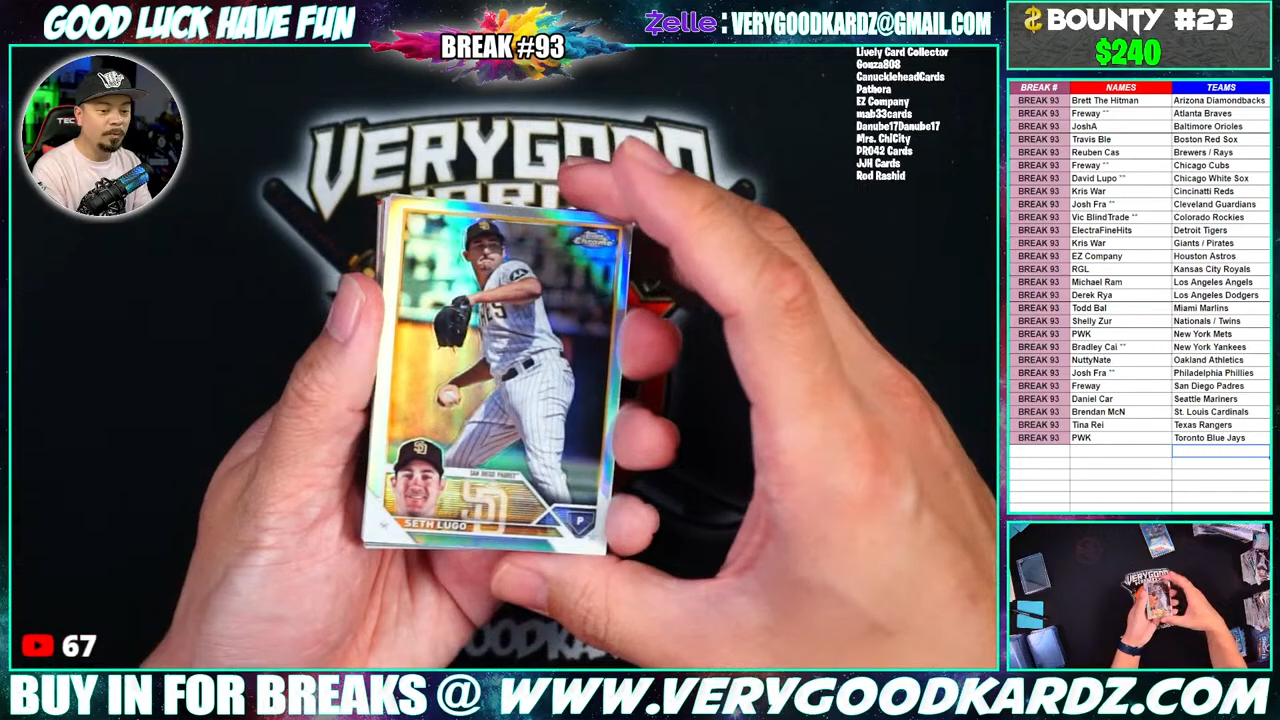 GOOD LUCK HAVE FUN
BREAK #93
Zelle : VERYGOODKARDZ@GMAIL.COM
$ BOUNTY #23
$240
Lively Card Collector
Gouza808
CanuckleheadCards
Pathora
EZ Company
mab33cards
Danube17Danube17
Mrs. ChiCity
PR042 Cards
JJH Cards
Rod Rashid
VERYGOOD
TEC
Topps Chrome
SAN DIEGO PADRES
SD
SETH LUGO
P
BREAK # NAMES TEAMS
BREAK 93 Brett The Hitman Arizona Diamondbacks
BREAK 93 Freway ** Atlanta Braves
BREAK 93 JoshA Baltimore Orioles
BREAK 93 Travis Ble Boston Red Sox
BREAK 93 Reuben Cas Brewers / Rays
BREAK 93 Freway ** Chicago Cubs
BREAK 93 David Lupo ** Chicago White Sox
BREAK 93 Kris War Cincinatti Reds
BREAK 93 Josh Fra ** Cleveland Guardians
BREAK 93 Vic BlindTrade ** Colorado Rockies
BREAK 93 ElectraFineHits Detroit Tigers
BREAK 93 Kris War Giants / Pirates
BREAK 93 EZ Company Houston Astros
BREAK 93 RGL Kansas City Royals
BREAK 93 Michael Ram Los Angeles Angels
BREAK 93 Derek Rya Los Angeles Dodgers
BREAK 93 Todd Bal Miami Marlins
BREAK 93 Shelly Zur Nationals / Twins
BREAK 93 PWK New York Mets
BREAK 93 Bradley Cai ** New York Yankees
BREAK 93 NuttyNate Oakland Athletics
BREAK 93 Josh Fra ** Philadelphia Phillies
BREAK 93 Freway San Diego Padres
BREAK 93 Daniel Car Seattle Mariners
BREAK 93 Brendan McN St. Louis Cardinals
BREAK 93 Tina Rei Texas Rangers
BREAK 93 PWK Toronto Blue Jays
67
VERYGOOD
BUY IN FOR BREAKS @ WWW.VERYGOODKARDZ.COM